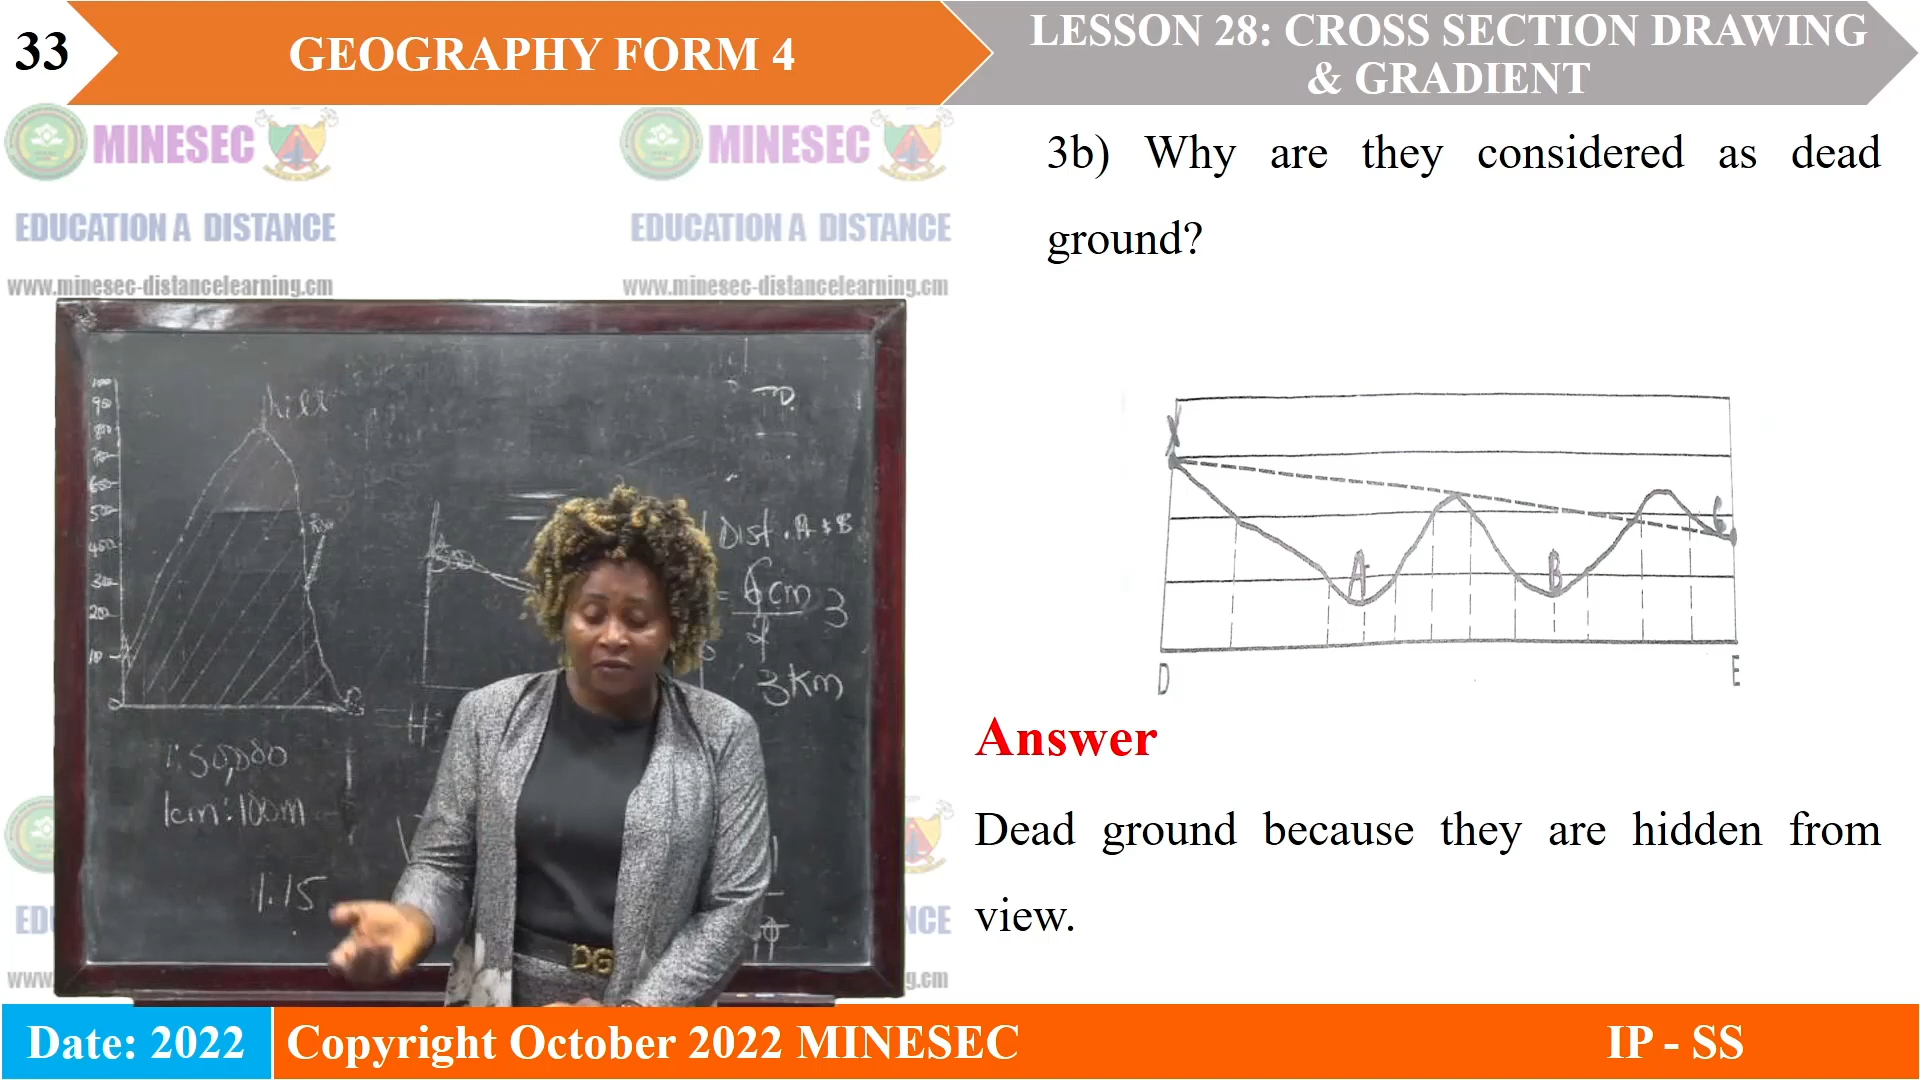 33
GEOGRAPHY FORM 4
LESSON 28: CROSS SECTION DRAWING
& GRADIENT
MINESEC
MINESEC
EDUCATION A DISTANCE
EDUCATION A DISTANCE
www.minesec-distancelearning.cm
www.minesec-distancelearning.cm
3b) Why are they considered as dead
ground?
X
A
B
D
E
hill
Dist. A & B
6cm
3
2
3km
1:50,000
1cm:100m
1.15
Answer
Dead ground because they are hidden from
view.
DG
Date: 2022
Copyright October 2022 MINESEC
IP - SS